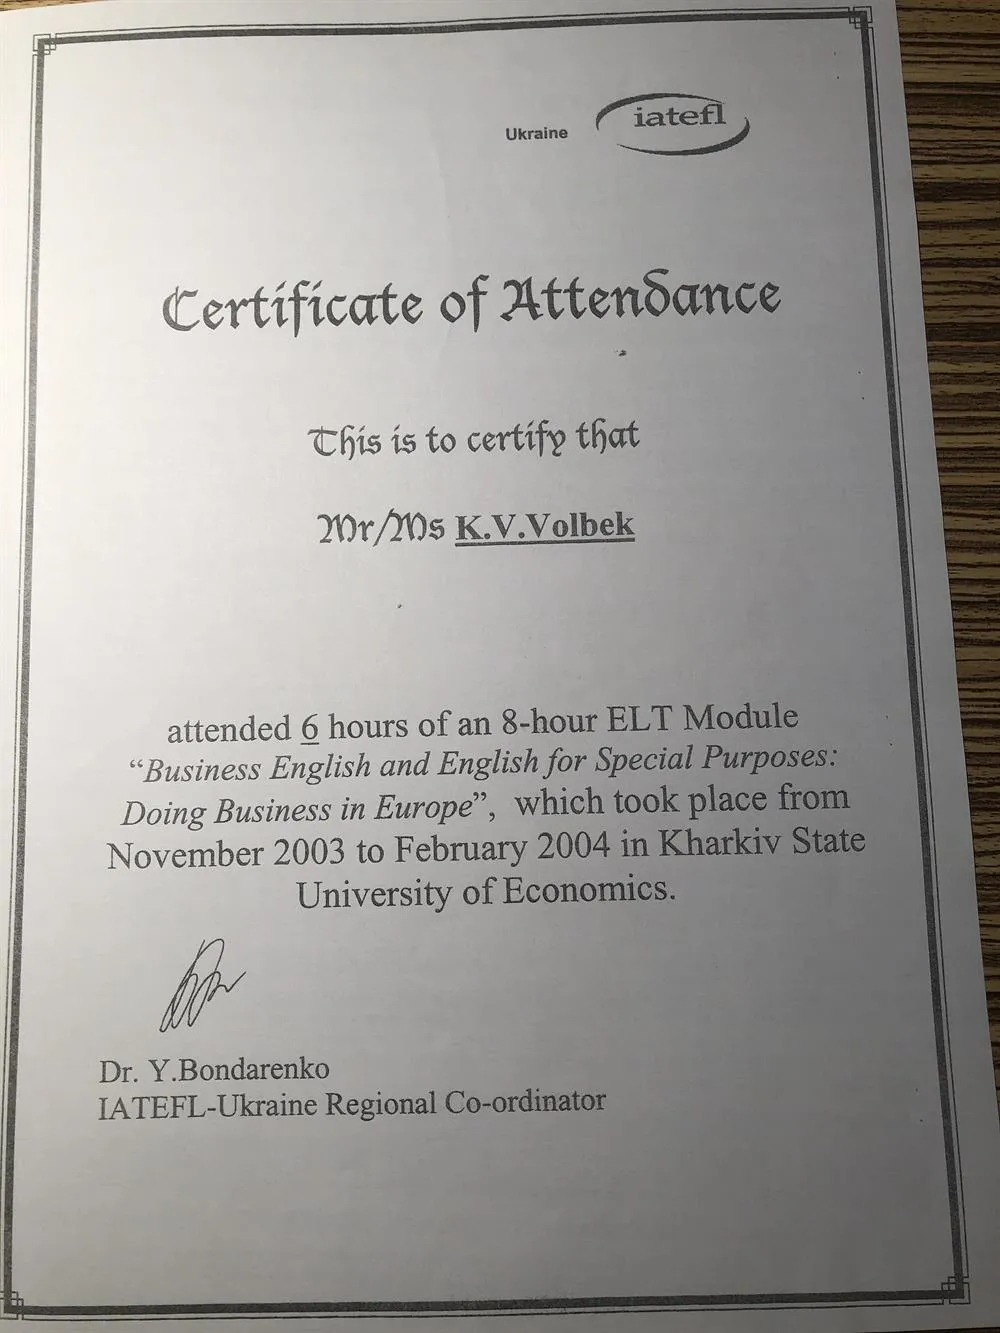 Ukraine iatefl
Certificate of Attendance
This is to certify that
Mr/Ms K.V.Volbek
attended 6 hours of an 8-hour ELT Module
“Business English and English for Special Purposes:
Doing Business in Europe”, which took place from
November 2003 to February 2004 in Kharkiv State
University of Economics.
Dr. Y.Bondarenko
IATEFL-Ukraine Regional Co-ordinator